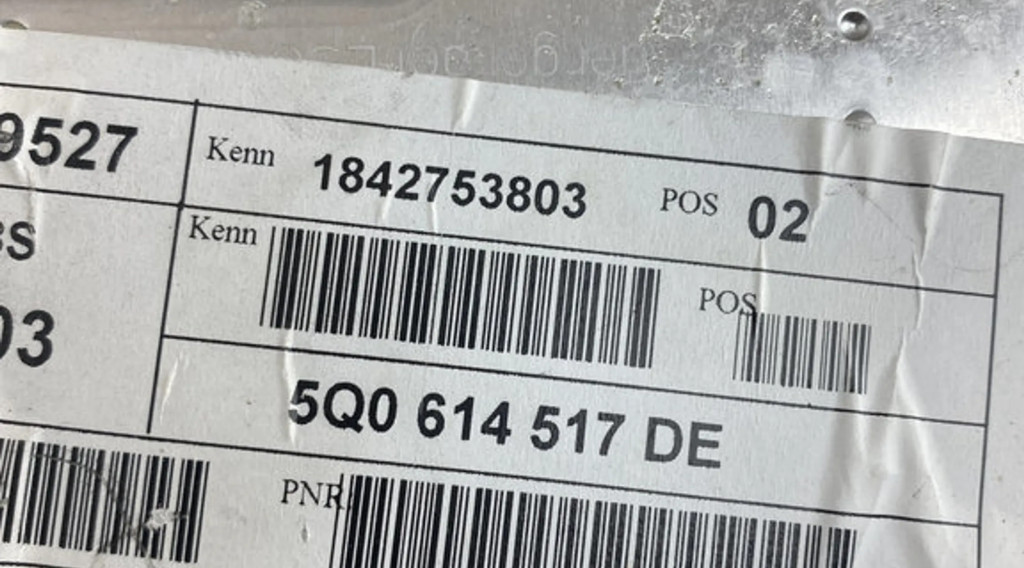 9527
Kenn 1842753803 POS 02
Kenn POS
03
5Q0 614 517 DE
PNR